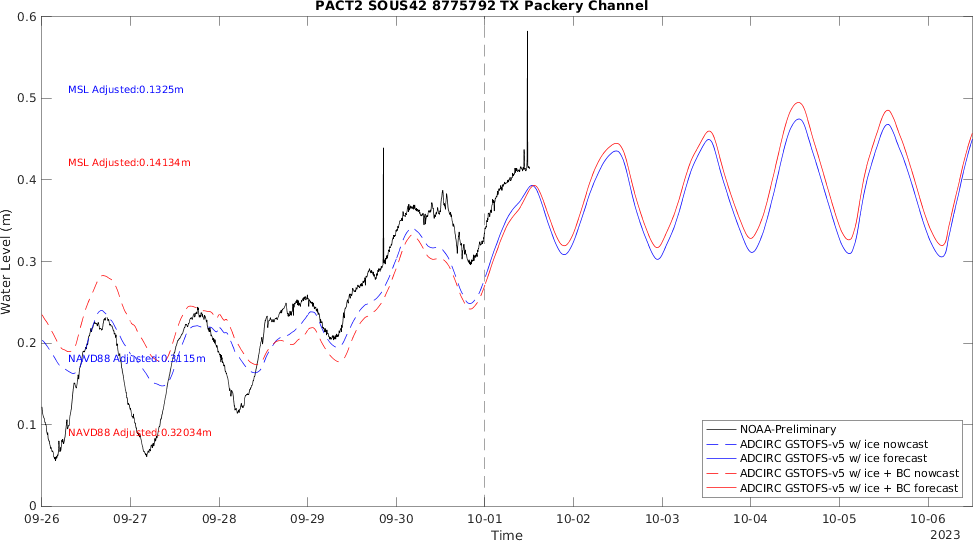 PACT2 SOUS42 8775792 TX Packery Channel
0.6
0.5
0.4
0.3
0.2
0.1
0
Water Level (m)
MSL Adjusted:0.1325m
MSL Adjusted:0.14134m
NAVD88 Adjusted:0.3115m
NAVD88 Adjusted:0.32034m
NOAA-Preliminary
ADCIRC GSTOFS-v5 w/ ice nowcast
ADCIRC GSTOFS-v5 w/ ice forecast
ADCIRC GSTOFS-v5 w/ ice + BC nowcast
ADCIRC GSTOFS-v5 w/ ice + BC forecast
09-26 09-27 09-28 09-29 09-30 10-01 10-02 10-03 10-04 10-05 10-06
2023
Time